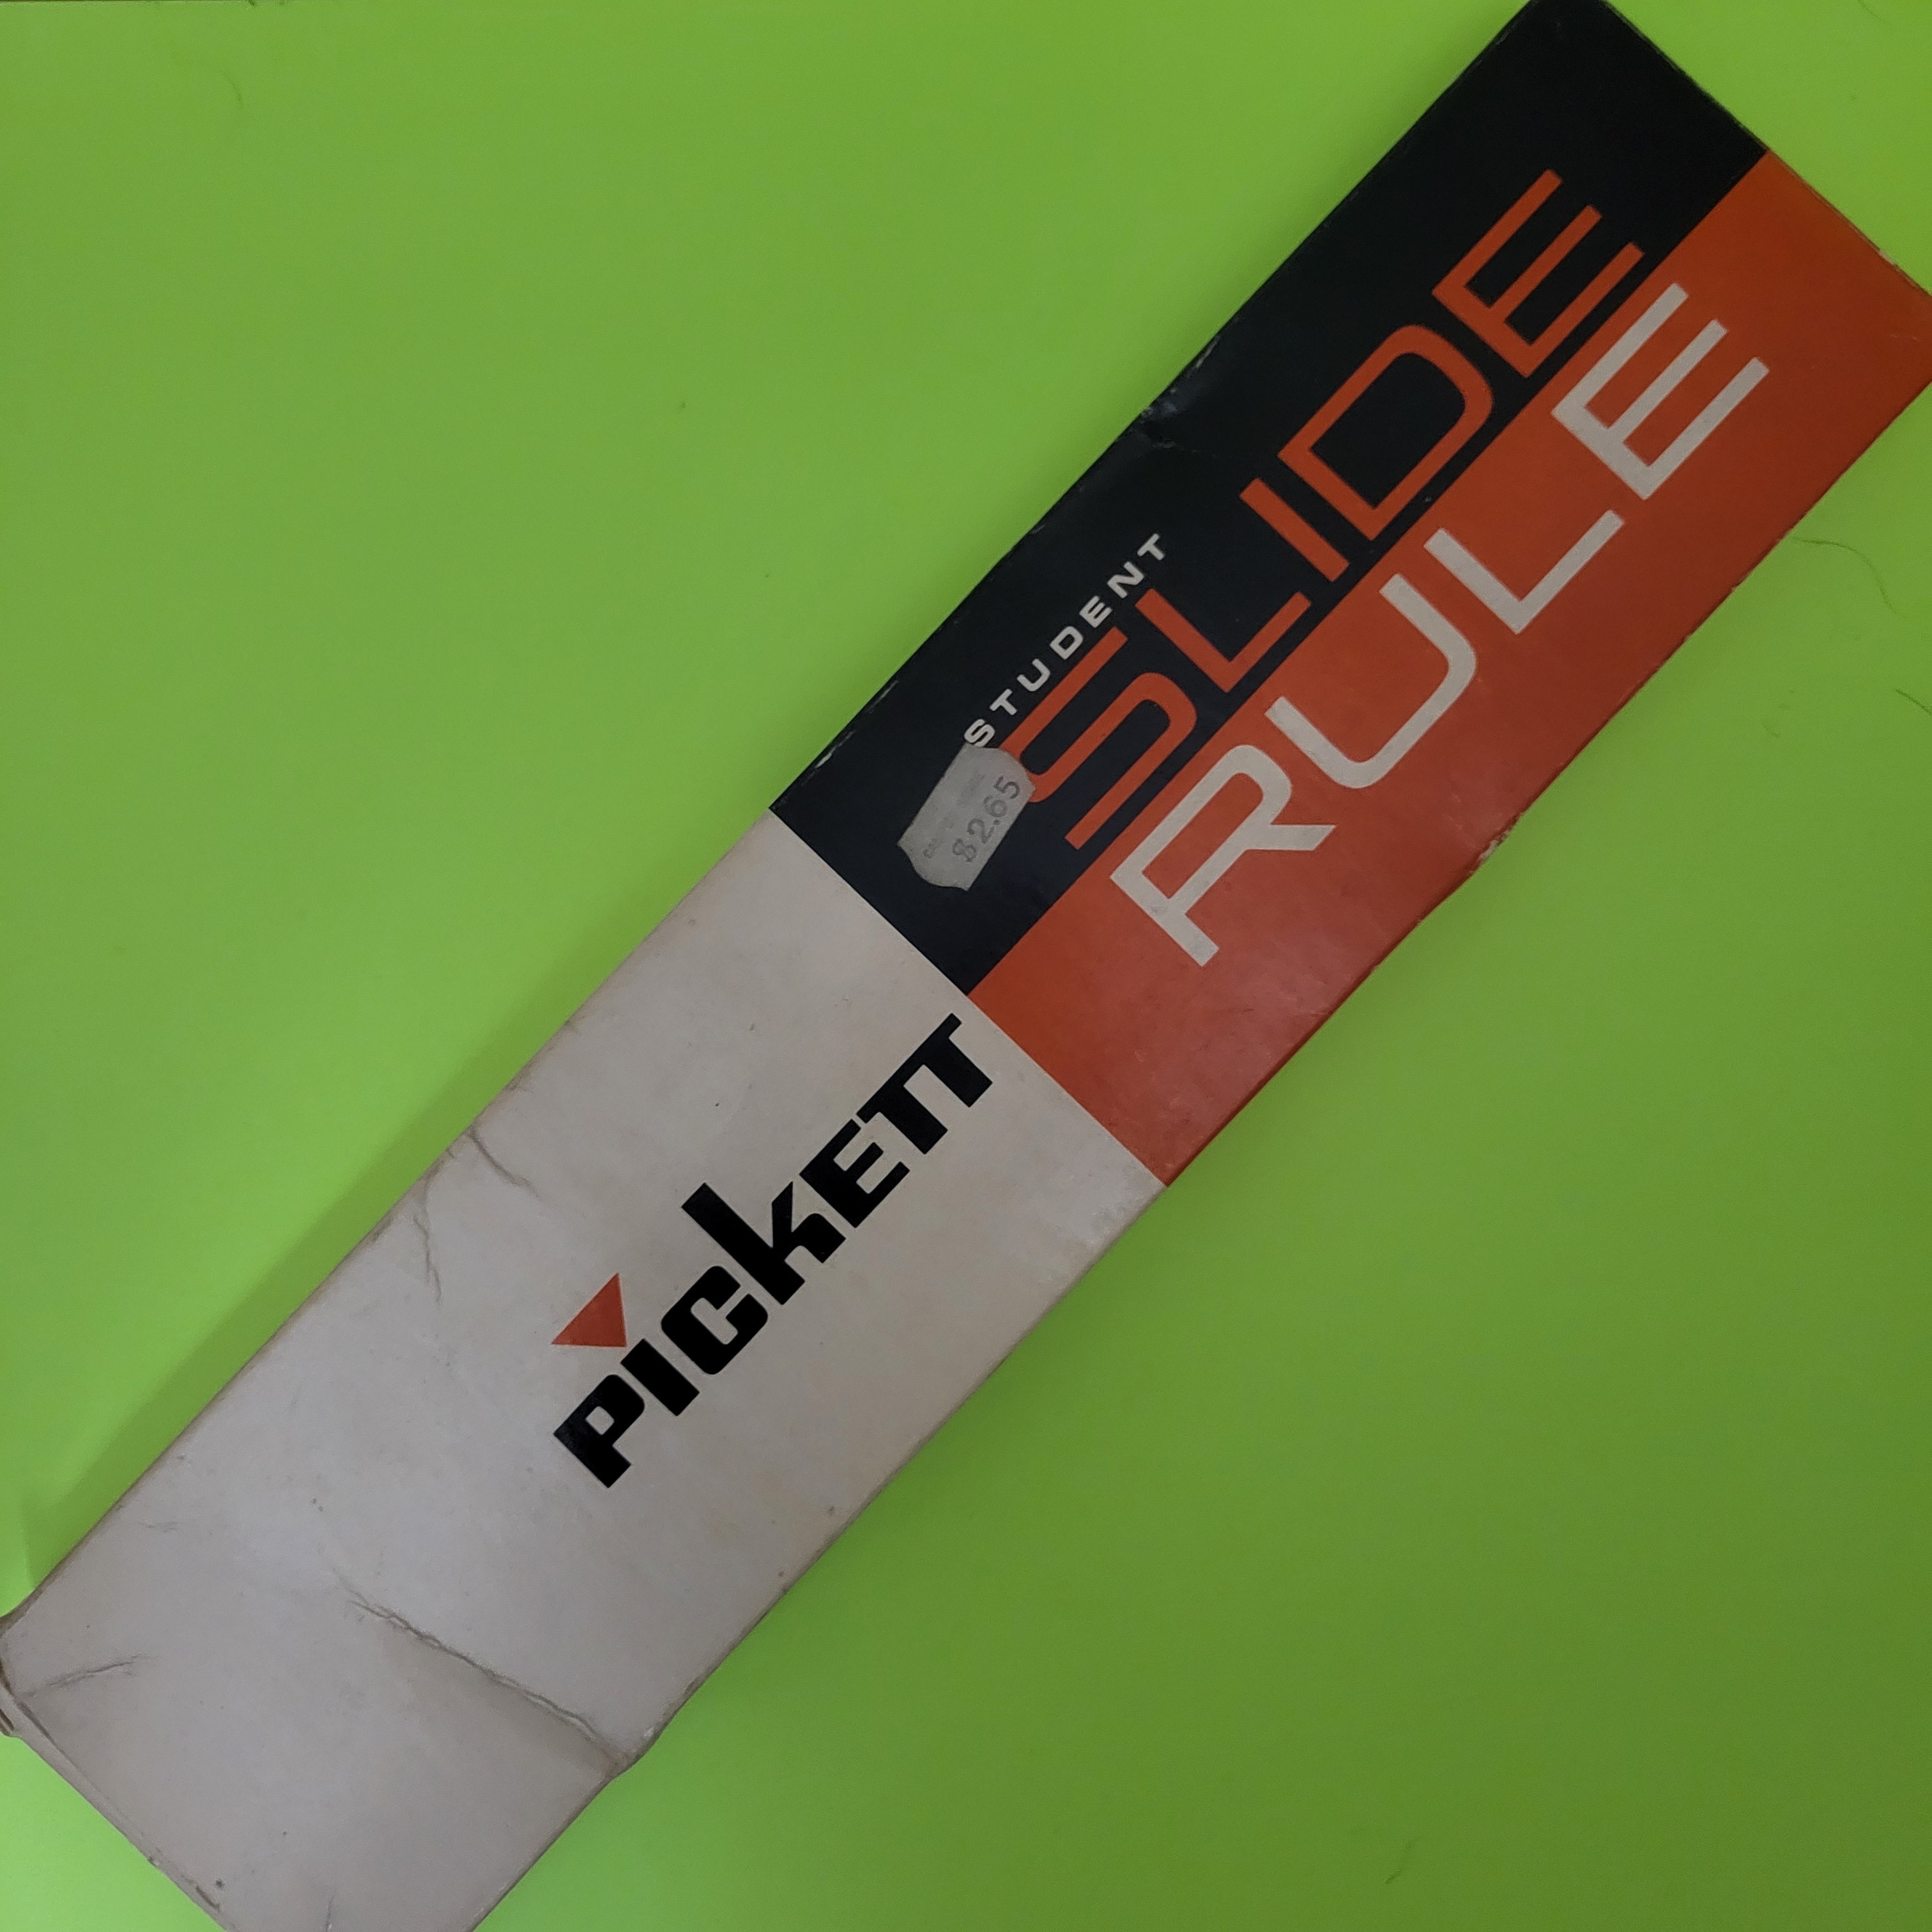 STUDENT
SLIDE
RULE
$2.65
PICKETT